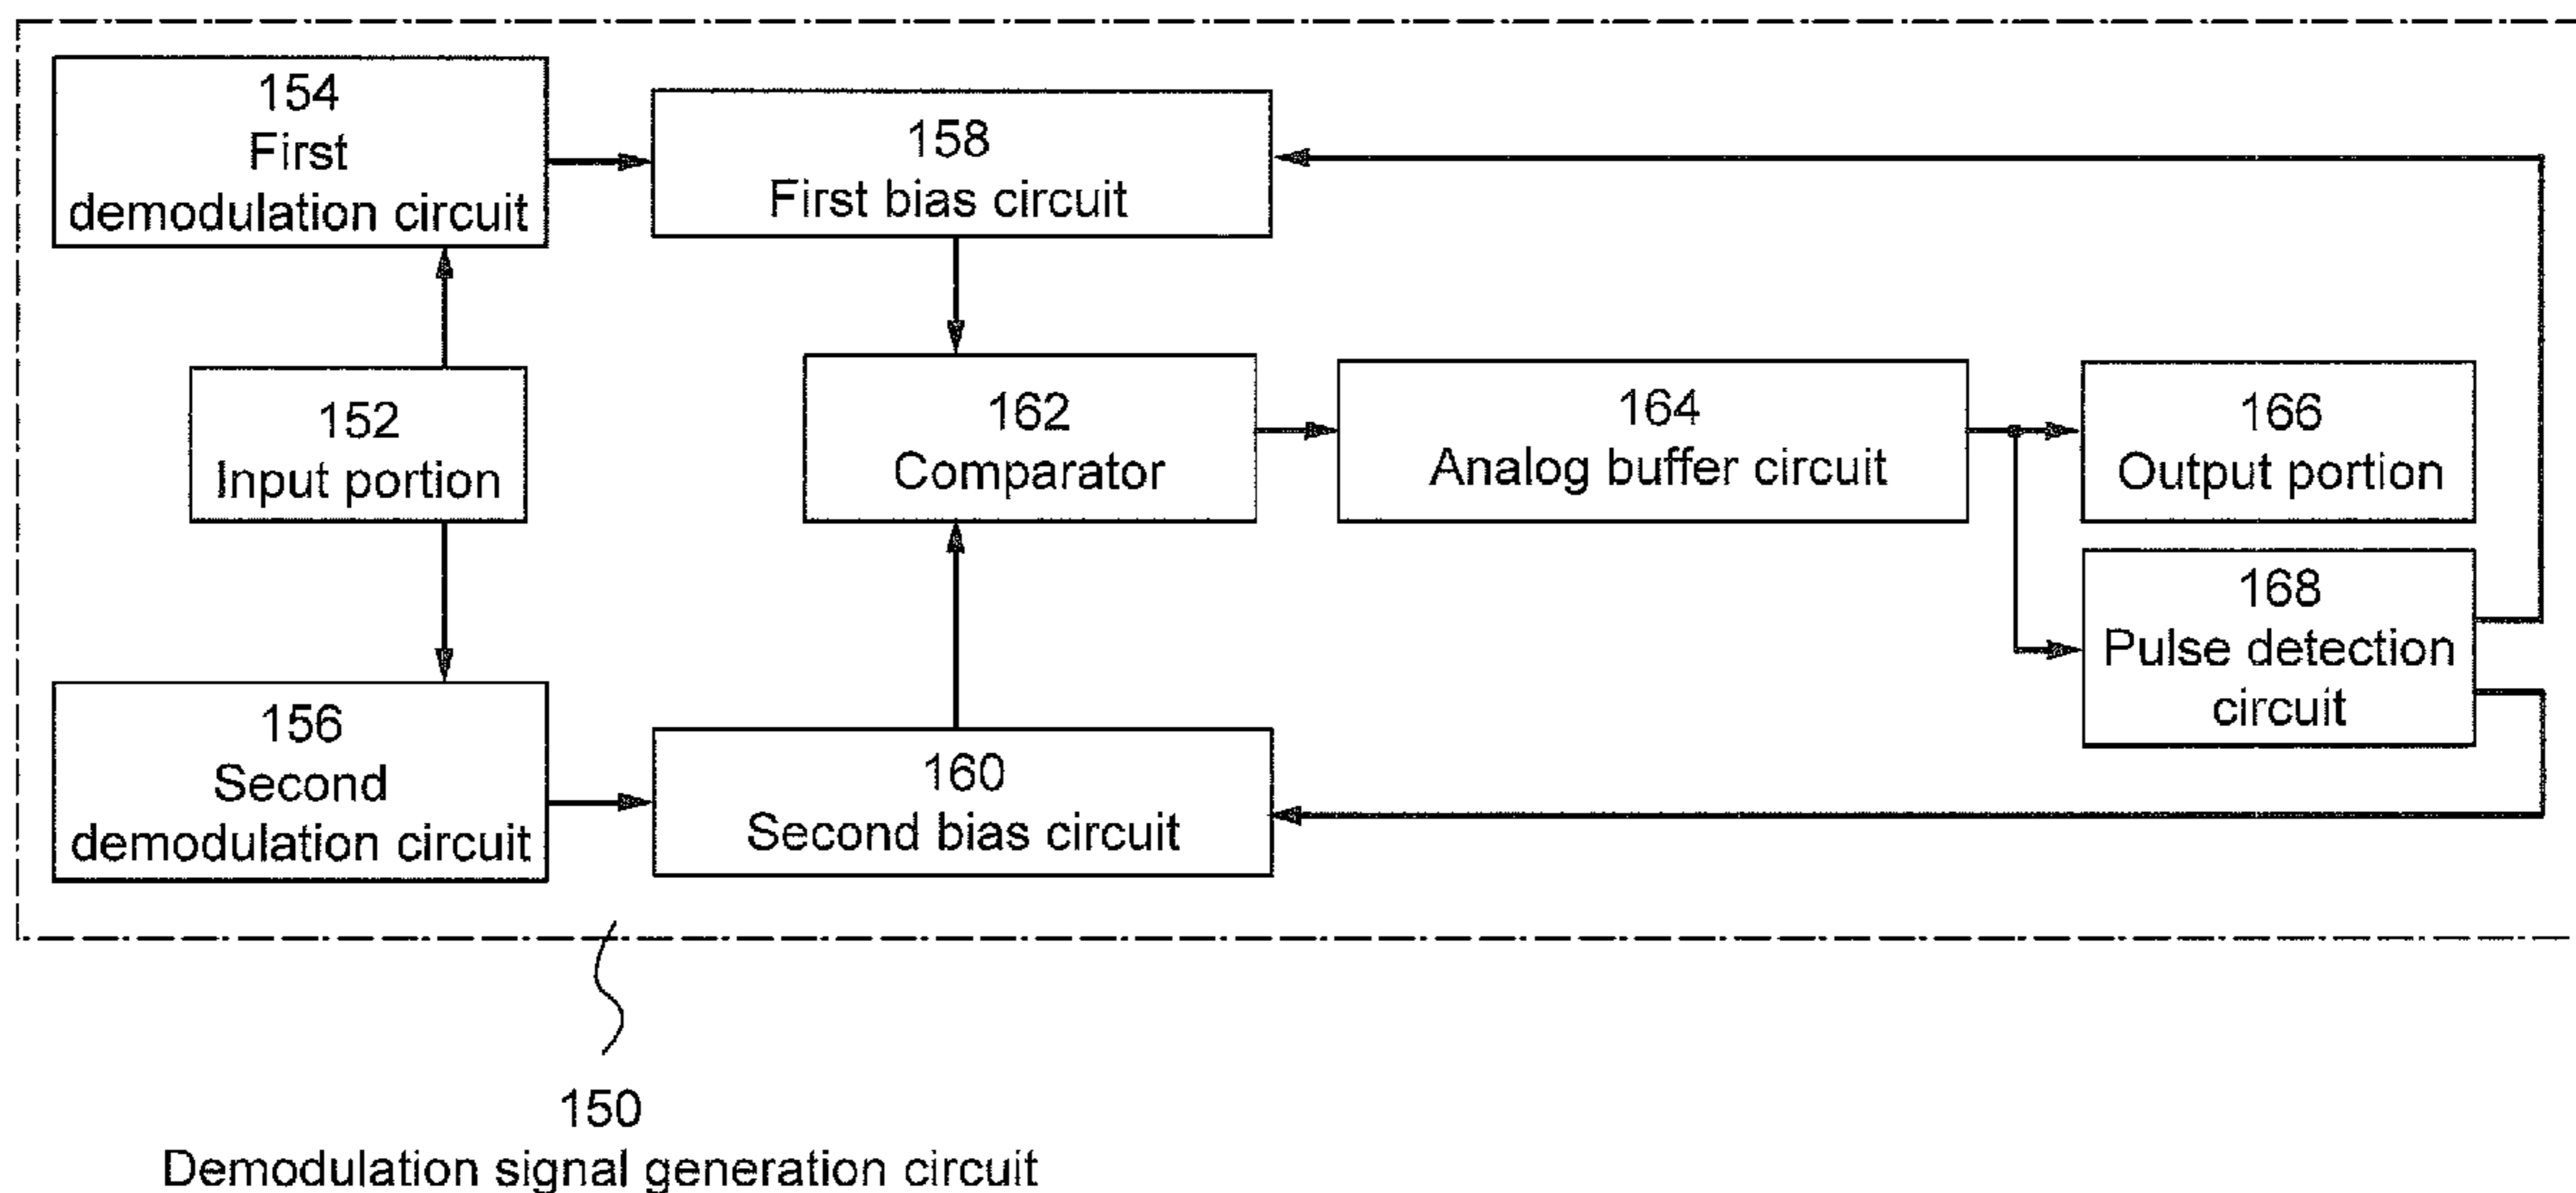 154
First
demodulation circuit
158
First bias circuit
152
Input portion
162
Comparator
164
Analog buffer circuit
166
Output portion
168
Pulse detection
circuit
156
Second
demodulation circuit
160
Second bias circuit
150
Demodulation signal generation circuit